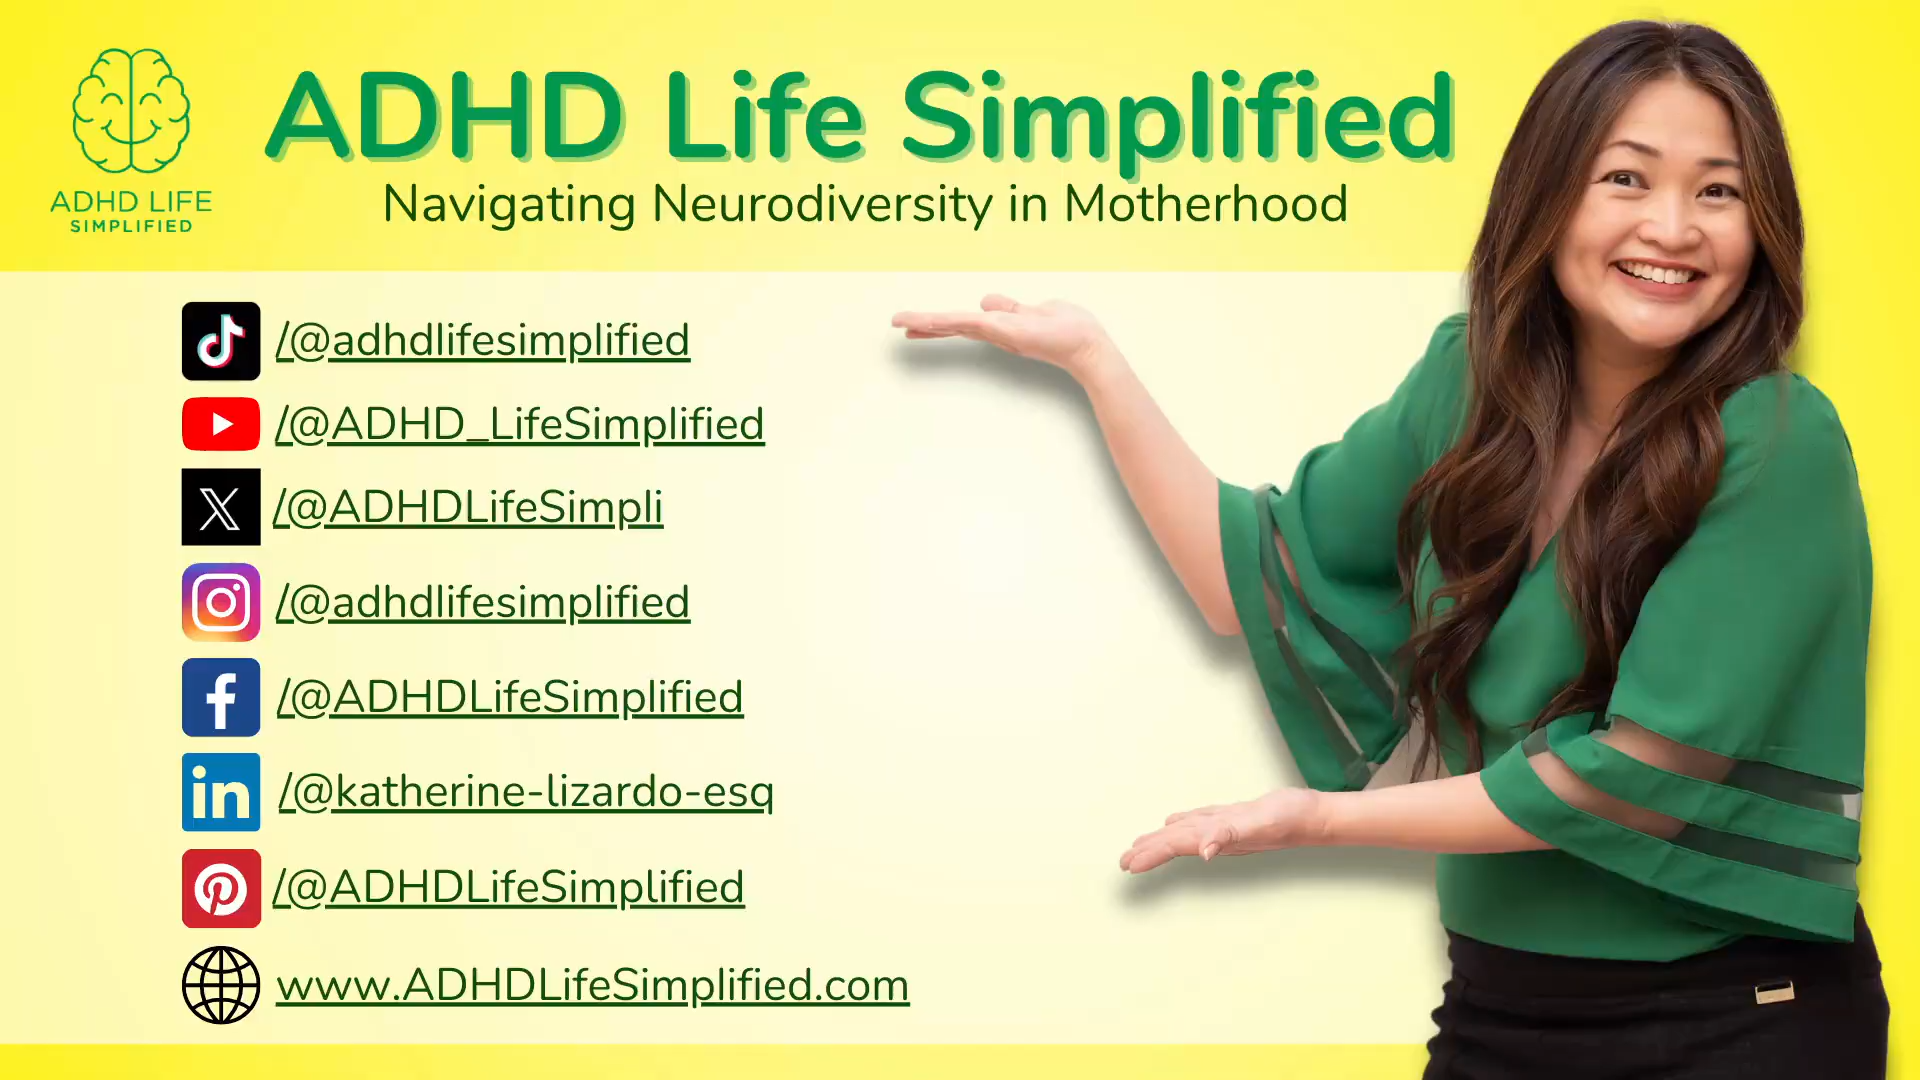 ADHD LIFE
SIMPLIFIED
ADHD Life Simplified
Navigating Neurodiversity in Motherhood
/@adhdlifesimplified
/@ADHD_LifeSimplified
/@ADHDLifeSimpli
/@adhdlifesimplified
/@ADHDLifeSimplified
/@katherine-lizardo-esq
/@ADHDLifeSimplified
www.ADHDLifeSimplified.com